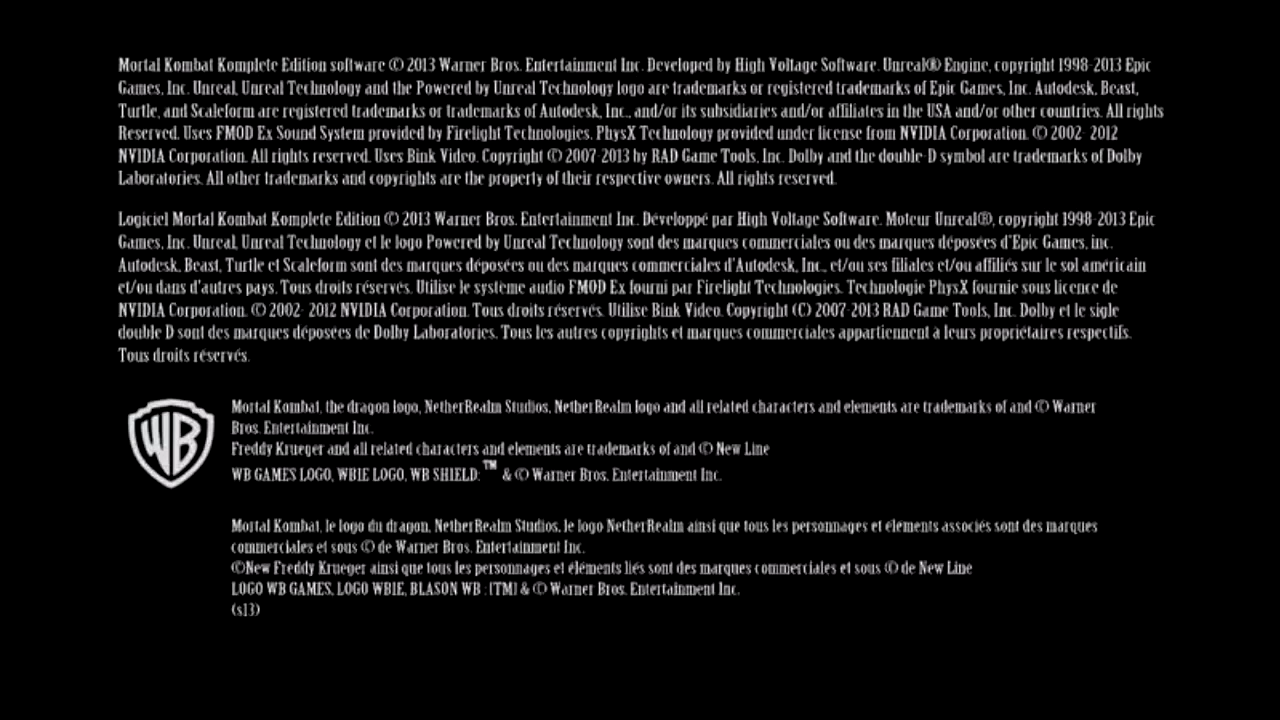 Mortal Kombat Komplete Edition software © 2013 Warner Bros. Entertainment Inc. Developed by High Voltage Software. Unreal® Engine, copyright 1998-2013 Epic
Games, Inc. Unreal, Unreal Technology and the Powered by Unreal Technology logo are trademarks or registered trademarks of Epic Games, Inc. Autodesk, Beast,
Turtle, and Scaleform are registered trademarks or trademarks of Autodesk, Inc., and/or its subsidiaries and/or affiliates in the USA and/or other countries. All rights
Reserved. Uses FMOD Ex Sound System provided by Firelight Technologies. PhysX Technology provided under license from NVIDIA Corporation. © 2002- 2012
NVIDIA Corporation. All rights reserved. Uses Bink Video. Copyright © 2007-2013 by RAD Game Tools, Inc. Dolby and the double-D symbol are trademarks of Dolby
Laboratories. All other trademarks and copyrights are the property of their respective owners. All rights reserved.
Logiciel Mortal Kombat Komplete Edition © 2013 Warner Bros. Entertainment Inc. Développé par High Voltage Software. Moteur Unreal®, copyright 1998-2013 Epic
Games, Inc. Unreal, Unreal Technology et le logo Powered by Unreal Technology sont des marques commerciales ou des marques déposées d'Epic Games, inc.
Autodesk, Beast, Turtle et Scaleform sont des marques déposées ou des marques commerciales d'Autodesk, Inc., et/ou ses filiales et/ou affiliés sur le sol américain
et/ou dans d'autres pays. Tous droits réservés. Utilise le système audio FMOD Ex fourni par Firelight Technologies. Technologie PhysX fournie sous licence de
NVIDIA Corporation. © 2002- 2012 NVIDIA Corporation. Tous droits réservés. Utilise Bink Video. Copyright (C) 2007-2013 RAD Game Tools, Inc. Dolby et le sigle
double D sont des marques déposées de Dolby Laboratories. Tous les autres copyrights et marques commerciales appartiennent à leurs propriétaires respectifs.
Tous droits réservés.
WB
Mortal Kombat, the dragon logo, NetherRealm Studios, NetherRealm logo and all related characters and elements are trademarks of and © Warner
Bros. Entertainment Inc.
Freddy Krueger and all related characters and elements are trademarks of and © New Line
WB GAMES LOGO, WBIE LOGO, WB SHIELD: ™ & © Warner Bros. Entertainment Inc.
Mortal Kombat, le logo du dragon, NetherRealm Studios, le logo NetherRealm ainsi que tous les personnages et éléments associés sont des marques
commerciales et sous © de Warner Bros. Entertainment Inc.
©New Freddy Krueger ainsi que tous les personnages et éléments liés sont des marques commerciales et sous © de New Line
LOGO WB GAMES, LOGO WBIE, BLASON WB : [TM] & © Warner Bros. Entertainment Inc.
(s13)